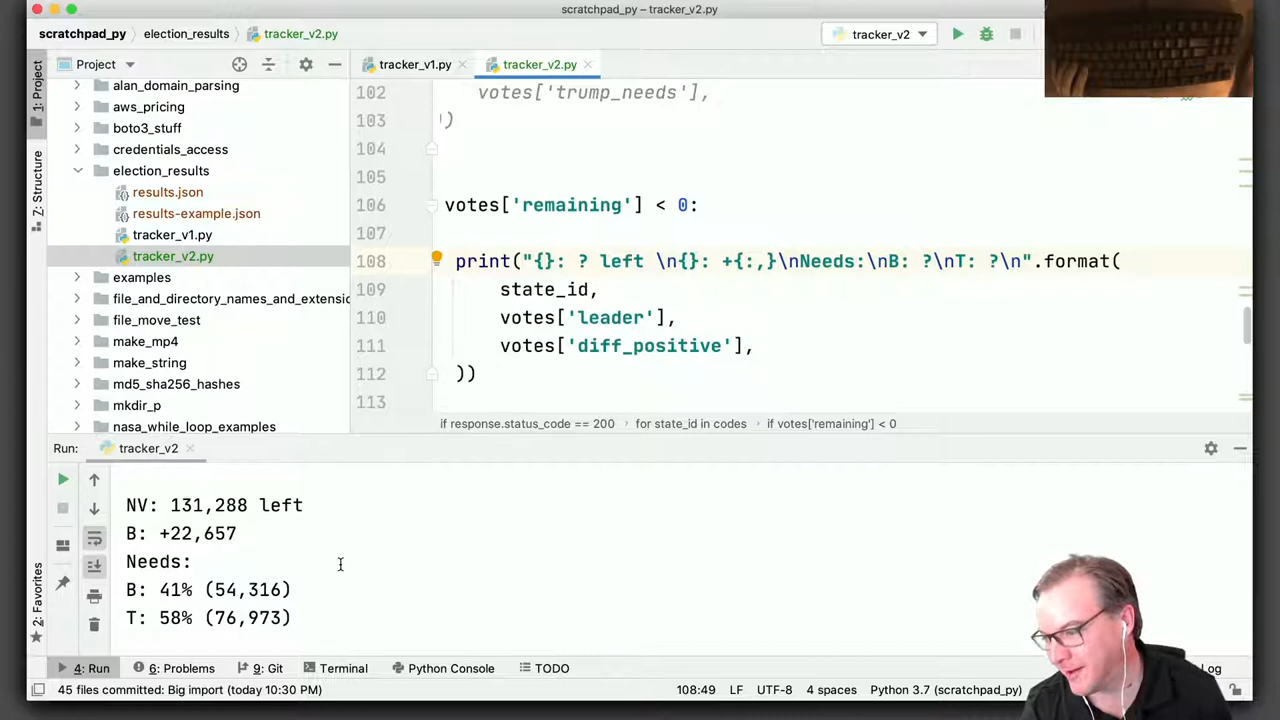 scratchpad_py – tracker_v2.py
scratchpad_py election_results tracker_v2.py
tracker_v2
1: Project
Project
tracker_v1.py
tracker_v2.py
alan_domain_parsing
aws_pricing
boto3_stuff
credentials_access
election_results
results.json
results-example.json
tracker_v1.py
tracker_v2.py
examples
file_and_directory_names_and_extensio
file_move_test
make_mp4
make_string
md5_sha256_hashes
mkdir_p
nasa_while_loop_examples
Z: Structure
2: Favorites
102 votes['trump_needs'],
103 ))
104
105
106 votes['remaining'] < 0:
107
108 print("{}: ? left \n{}: +{:,}\nNeeds:\nB: ?\nT: ?\n".format(
109 state_id,
110 votes['leader'],
111 votes['diff_positive'],
112 ))
113
if response.status_code == 200 › for state_id in codes › if votes['remaining'] < 0
Run: tracker_v2
NV: 131,288 left
B: +22,657
Needs:
B: 41% (54,316)
T: 58% (76,973)
4: Run 6: Problems 9: Git Terminal Python Console TODO Log
45 files committed: Big import (today 10:30 PM) 108:49 LF UTF-8 4 spaces Python 3.7 (scratchpad_py)